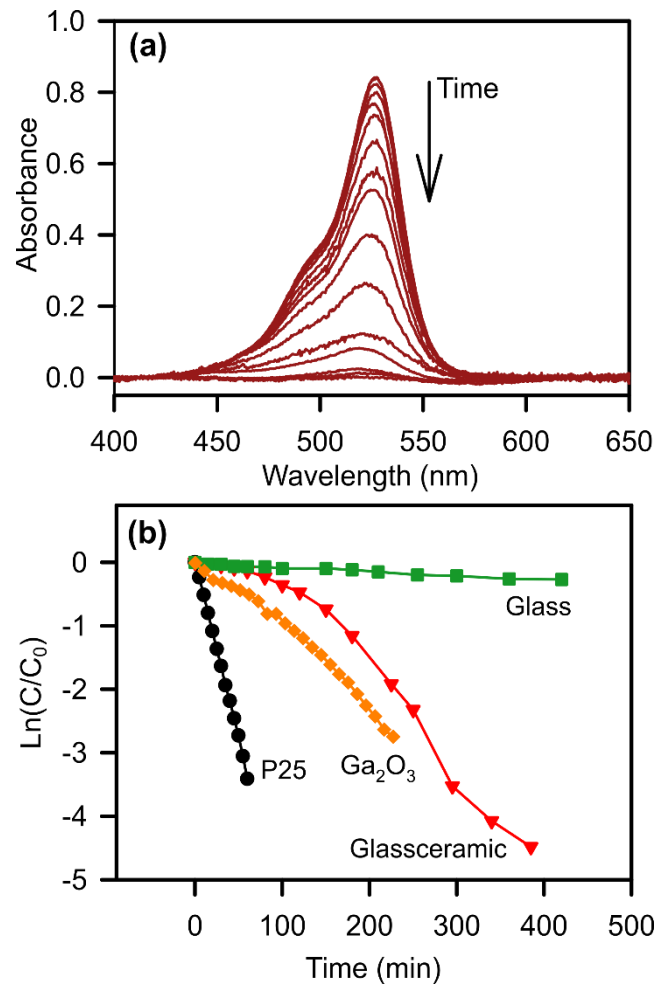 (a)
Absorbance
1.0
0.8
0.6
0.4
0.2
0.0
Time
400 450 500 550 600 650
Wavelength (nm)
(b)
Ln(C/C₀)
0
-1
-2
-3
-4
-5
Glass
P25
Ga₂O₃
Glassceramic
0 100 200 300 400 500
Time (min)